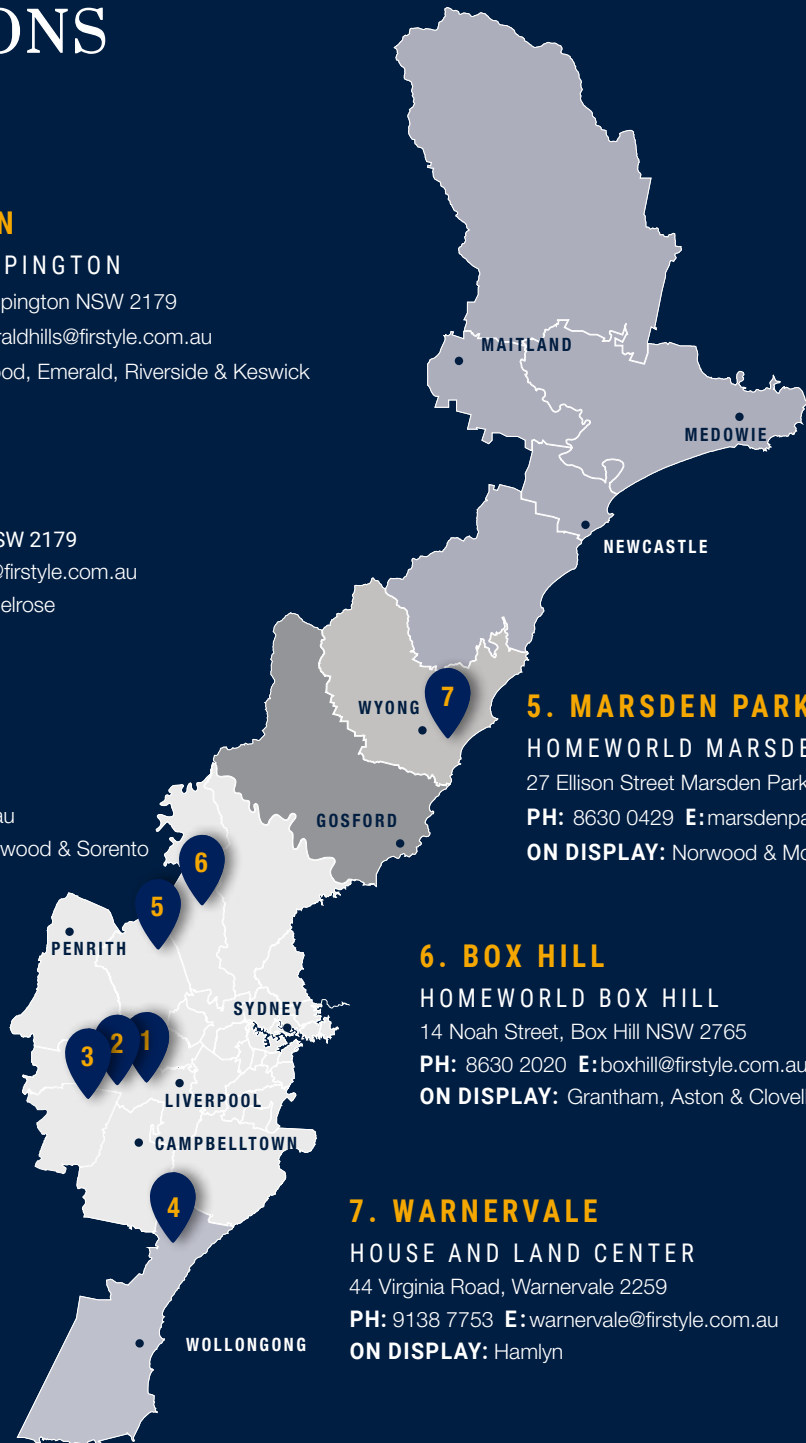 ONS
N
PPINGTON
pington NSW 2179
raldhills@firstyle.com.au
ood, Emerald, Riverside & Keswick
SW 2179
@firstyle.com.au
elrose
au
wood & Sorento
MAITLAND
MEDOWIE
NEWCASTLE
WYONG
7
GOSFORD
6
5
PENRITH
SYDNEY
3
2
1
LIVERPOOL
CAMPBELLTOWN
4
WOLLONGONG
5. MARSDEN PARK
HOMEWORLD MARSDE
27 Ellison Street Marsden Park
PH: 8630 0429 E: marsdenpa
ON DISPLAY: Norwood & Mo
6. BOX HILL
HOMEWORLD BOX HILL
14 Noah Street, Box Hill NSW 2765
PH: 8630 2020 E: boxhill@firstyle.com.au
ON DISPLAY: Grantham, Aston & Clovell
7. WARNERVALE
HOUSE AND LAND CENTER
44 Virginia Road, Warnervale 2259
PH: 9138 7753 E: warnervale@firstyle.com.au
ON DISPLAY: Hamlyn